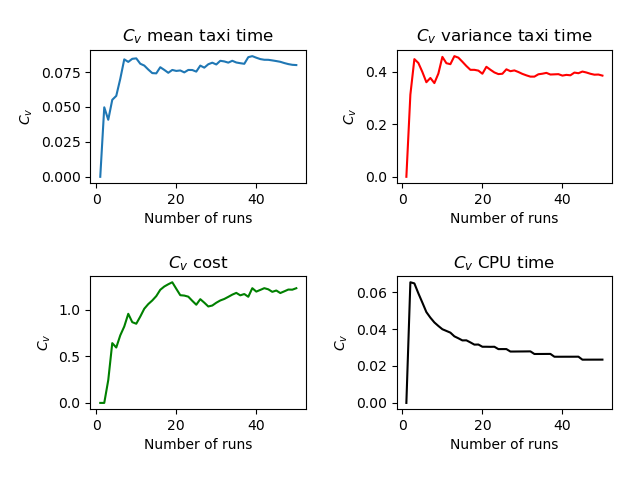 C_v mean taxi time
0.075
0.050
0.025
0.000
C_v
0
20
40
Number of runs
C_v variance taxi time
0.4
0.2
0.0
C_v
0
20
40
Number of runs
C_v cost
1.0
0.5
0.0
C_v
0
20
40
Number of runs
C_v CPU time
0.06
0.04
0.02
0.00
C_v
0
20
40
Number of runs